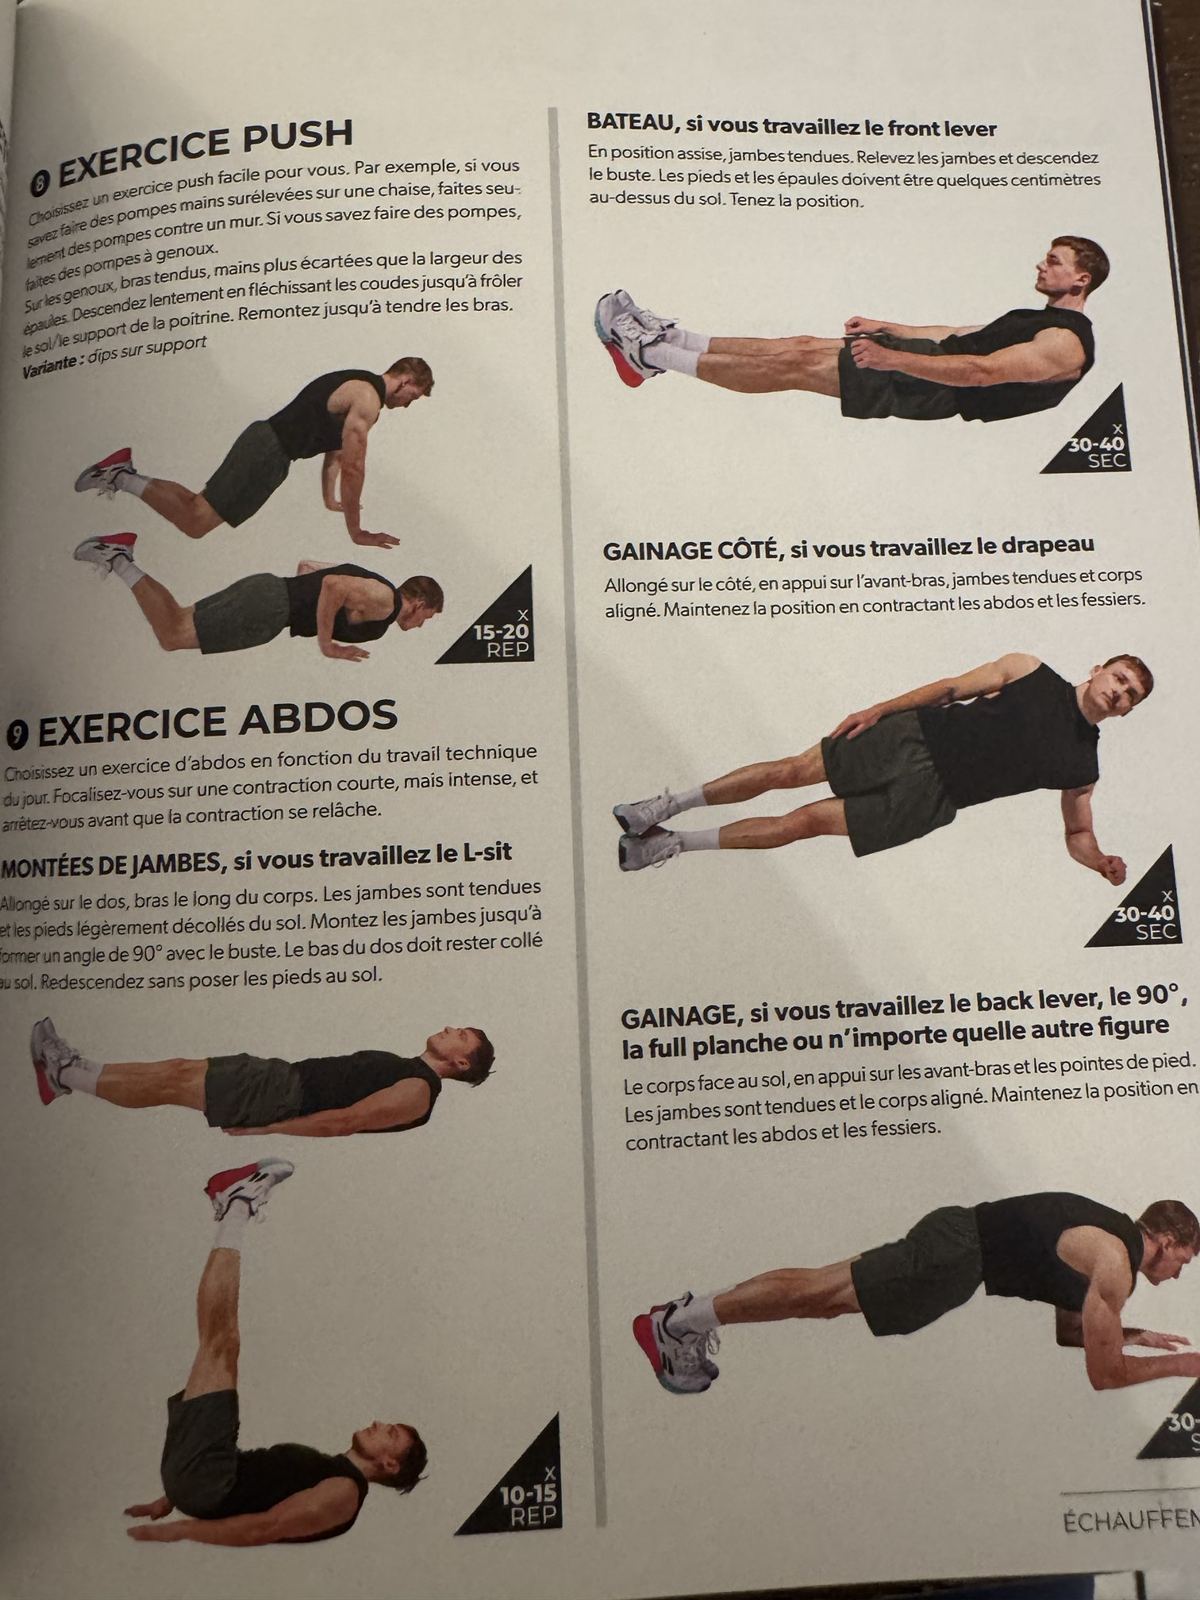 8 EXERCICE PUSH
Choisissez un exercice push facile pour vous. Par exemple, si vous
savez faire des pompes mains surélevées sur une chaise, faites seu-
lement des pompes contre un mur. Si vous savez faire des pompes,
faites des pompes à genoux.
Sur les genoux, bras tendus, mains plus écartées que la largeur des
épaules. Descendez lentement en fléchissant les coudes jusqu'à frôler
le sol/le support de la poitrine. Remontez jusqu'à tendre les bras.
Variante : dips sur support
x
15-20
REP
9 EXERCICE ABDOS
Choisissez un exercice d'abdos en fonction du travail technique
du jour. Focalisez-vous sur une contraction courte, mais intense, et
arrêtez-vous avant que la contraction se relâche.
MONTÉES DE JAMBES, si vous travaillez le L-sit
Allongé sur le dos, bras le long du corps. Les jambes sont tendues
et les pieds légèrement décollés du sol. Montez les jambes jusqu'à
former un angle de 90° avec le buste. Le bas du dos doit rester collé
au sol. Redescendez sans poser les pieds au sol.
x
10-15
REP
BATEAU, si vous travaillez le front lever
En position assise, jambes tendues. Relevez les jambes et descendez
le buste. Les pieds et les épaules doivent être quelques centimètres
au-dessus du sol. Tenez la position.
x
30-40
SEC
GAINAGE CÔTÉ, si vous travaillez le drapeau
Allongé sur le côté, en appui sur l'avant-bras, jambes tendues et corps
aligné. Maintenez la position en contractant les abdos et les fessiers.
x
30-40
SEC
GAINAGE, si vous travaillez le back lever, le 90°,
la full planche ou n'importe quelle autre figure
Le corps face au sol, en appui sur les avant-bras et les pointes de pied.
Les jambes sont tendues et le corps aligné. Maintenez la position en
contractant les abdos et les fessiers.
30-
S
ÉCHAUFFEM